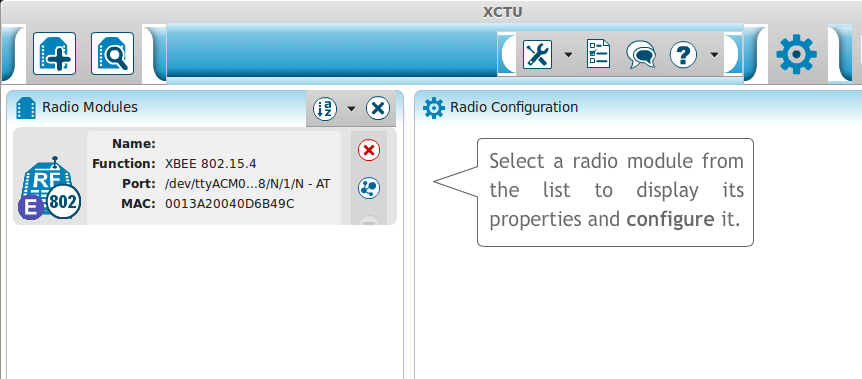 XCTU
Radio Modules
Radio Configuration
Name:
Function: XBEE 802.15.4
Port: /dev/ttyACM0...8/N/1/N - AT
MAC: 0013A20040D6B49C
RF
E
802
a
z
?
Select a radio module from
the list to display its
properties and configure it.